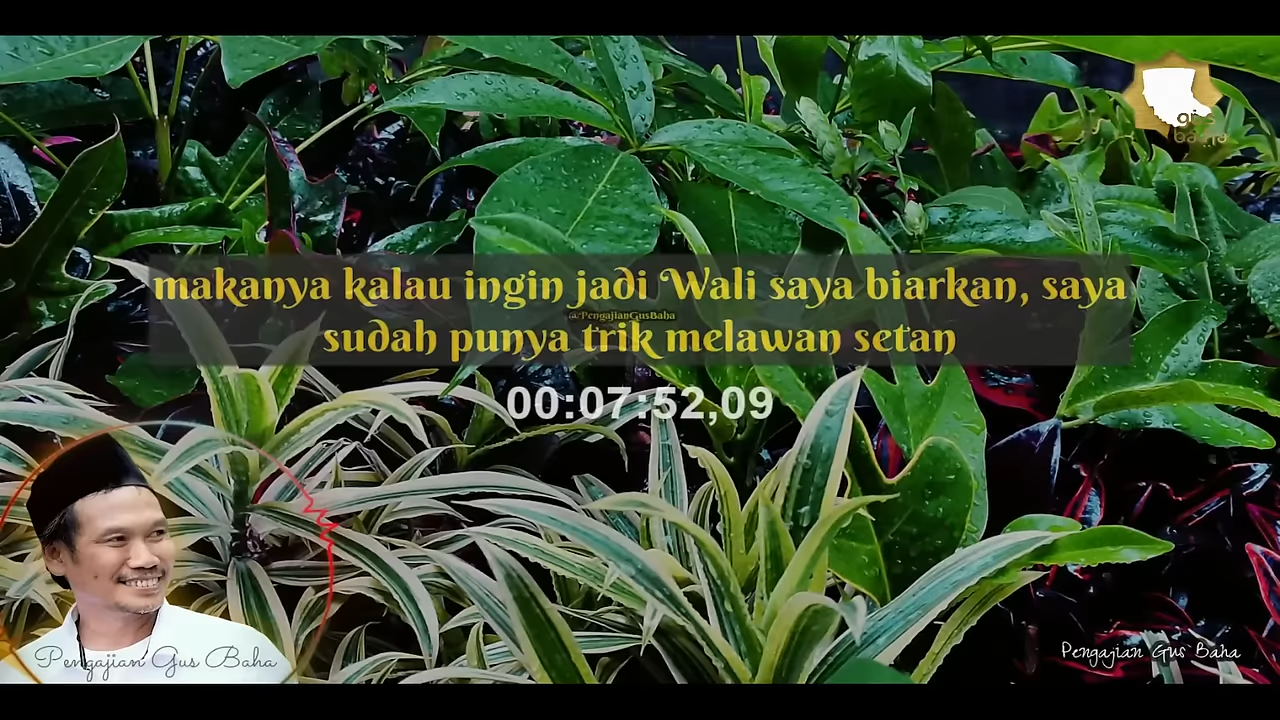 makanya kalau ingin jadi Wali saya biarkan, saya
@PengajianGusBaha
sudah punya trik melawan setan
00:07:52,09
Pengajian Gus Baha
Pengajian Gus Baha